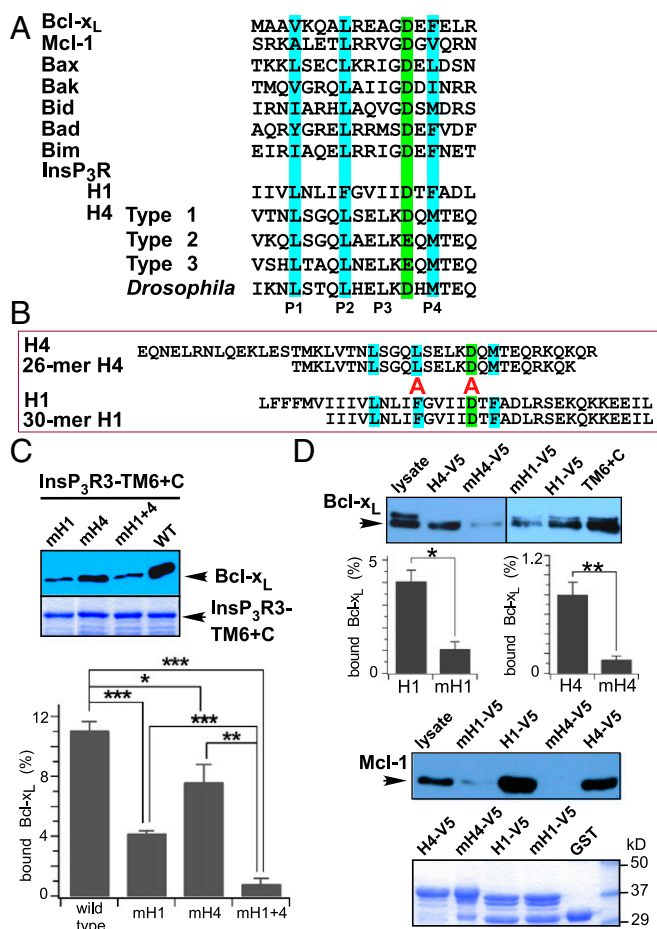 A
Bcl-xL MAAVKQALREAGDEFELR
Mcl-1 SRKALETLRRVGDGVQRN
Bax TKKLSECLKRIGDELDSN
Bak TMQVGRQLAIIGDDINRR
Bid IRNIARHLAQVGDSMDRS
Bad AQRYGRELRRMSDEFVDF
Bim EIRIAQELRRIGDEFNET
InsP3R
H1 IIVLNLIFGVIIDTFADL
H4 Type 1 VTNLSGQLSELKDQMTEQ
Type 2 VKQLSGQLAELKEQMTEQ
Type 3 VSHLTAQLNELKEQMTEQ
Drosophila IKNLSTQLHELKDHMTEQ
P1 P2 P3 P4
B
H4 EQNELRNLQEKLESTMKLVTNLSGQLSELKDQMTEQRKQKQR
26-mer H4 TMKLVTNLSGQLSELKDQMTEQRKQK
A A
H1 LFFFMVIIIVLNLIFGVIIDTFADLRSEKQKKEEIL
30-mer H1 IIIVLNLIFGVIIDTFADLRSEKQKKEEIL
C
InsP3R3-TM6+C
mH1 mH4 mH1+4 WT
Bcl-xL
InsP3R3-
TM6+C
***
* ***
*** **
bound Bcl-xL (%)
12
8
4
0
wild type mH1 mH4 mH1+4
D
lysate H4-V5 mH4-V5 mH1-V5 H1-V5 TM6+C
Bcl-xL
bound Bcl-xL (%)
5
0
*
H1 mH1
bound Bcl-xL (%)
1.2
0
**
H4 mH4
lysate mH1-V5 H1-V5 mH4-V5 H4-V5
Mcl-1
H4-V5 mH4-V5 H1-V5 mH1-V5 GST
kD
50
37
29